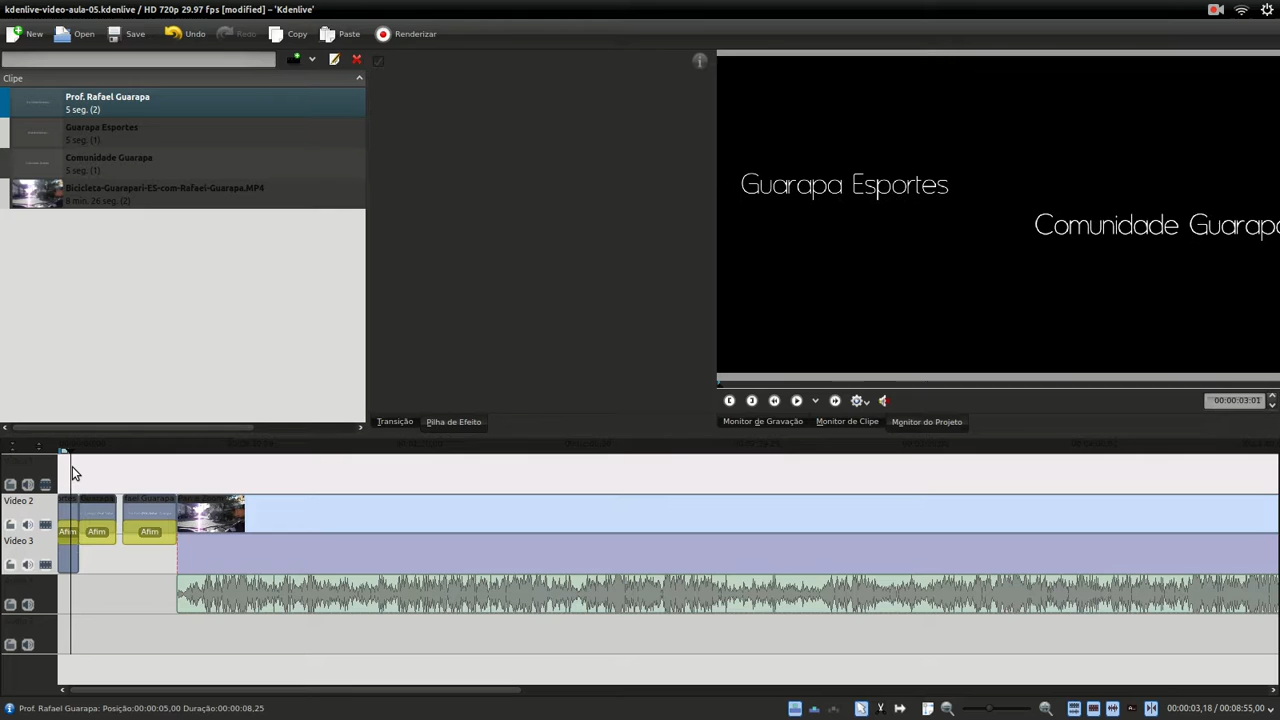 kdenlive-video-aula-05.kdenlive / HD 720p 29.97 fps [modified] – 'Kdenlive'
New Open Save Undo Redo Copy Paste Renderizar
Clipe
Prof. Rafael Guarapa
5 seg. (2)
Guarapa Esportes
5 seg. (1)
Comunidade Guarapa
5 seg. (1)
Bicicleta-Guarapari-ES-com-Rafael-Guarapa.MP4
8 min. 26 seg. (2)
Guarapa Esportes
Comunidade Guarapa
00:00:03:01
Transição Pilha de Efeito
Monitor de Gravação Monitor de Clipe Monitor do Projeto
Video 2
Afirn Afirn Afirn
Video 3
Prof. Rafael Guarapa: Posição:00:00:05,00 Duração:00:00:08,25
00:00:03,18 / 00:08:55,00